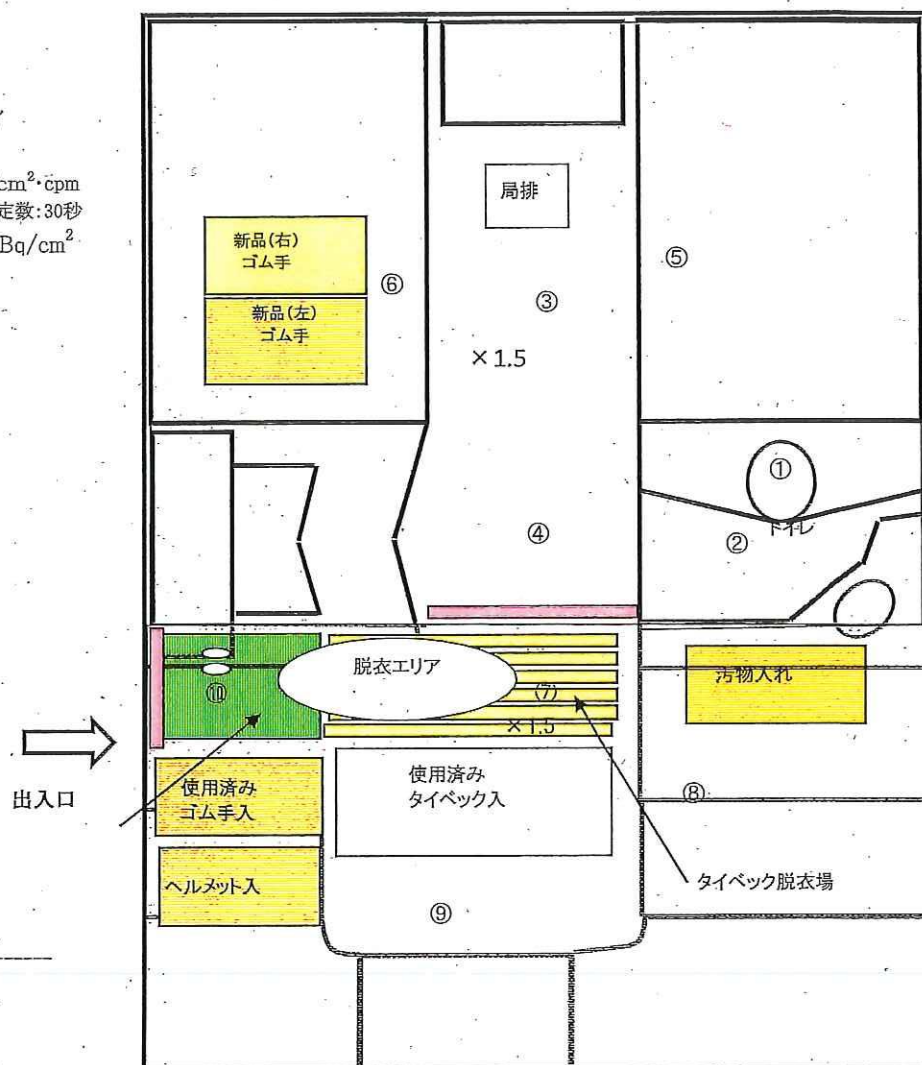 cm²・cpm
定数:30秒
Bq/cm²
局排
新品(右)
ゴム手
⑥
⑤
新品(左)
ゴム手
③
×1.5
①
トイレ
④
②
脱衣エリア
汚物入れ
⑩
(7)
×1.5
出入口
使用済み
ゴム手入
使用済み
タイベック入
⑧
ヘルメット入
タイベック脱衣場
⑨